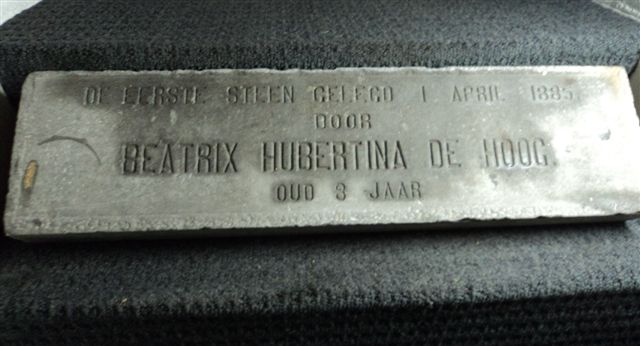 DE EERSTE STEEN GELEGD 1 APRIL 1885
DOOR
BEATRIX HUBERTINA DE HOOG.
OUD 3 JAAR